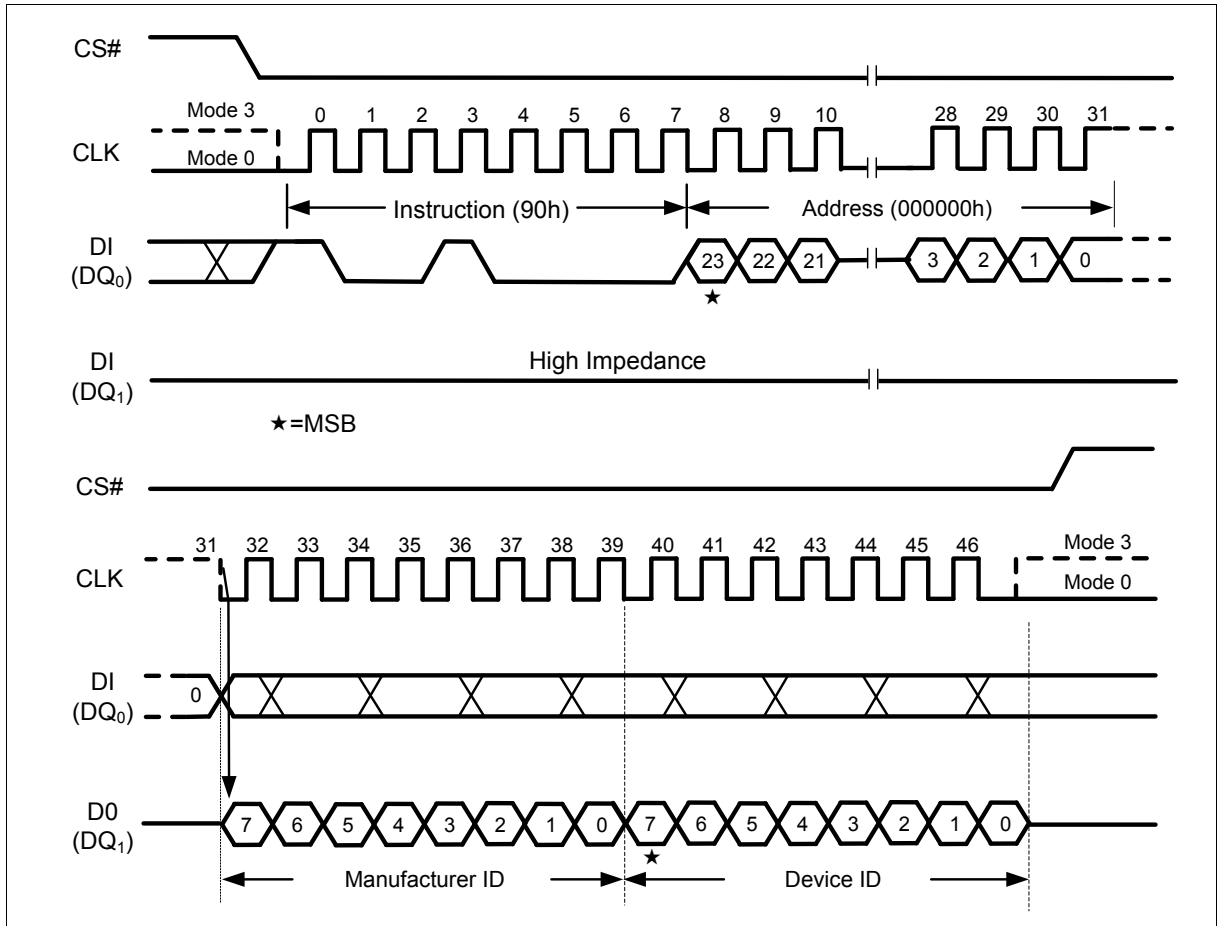 CS#
Mode 3
0 1 2 3 4 5 6 7 8 9 10 28 29 30 31
CLK
Mode 0
Instruction (90h) Address (000000h)
DI
(DQ0)
23 22 21 3 2 1 0
★
DI
(DQ1)
High Impedance
★=MSB
CS#
31 32 33 34 35 36 37 38 39 40 41 42 43 44 45 46
Mode 3
CLK
Mode 0
DI
(DQ0)
0
D0
(DQ1)
7 6 5 4 3 2 1 0 7 6 5 4 3 2 1 0
★
Manufacturer ID Device ID